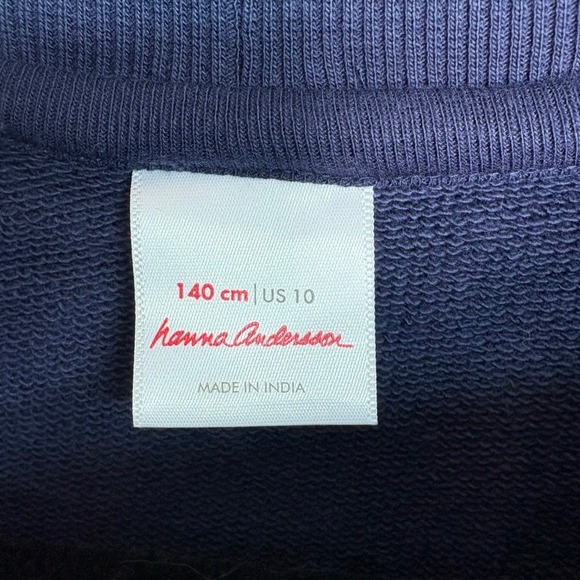 140 cm | US 10
hanna Andersson
MADE IN INDIA